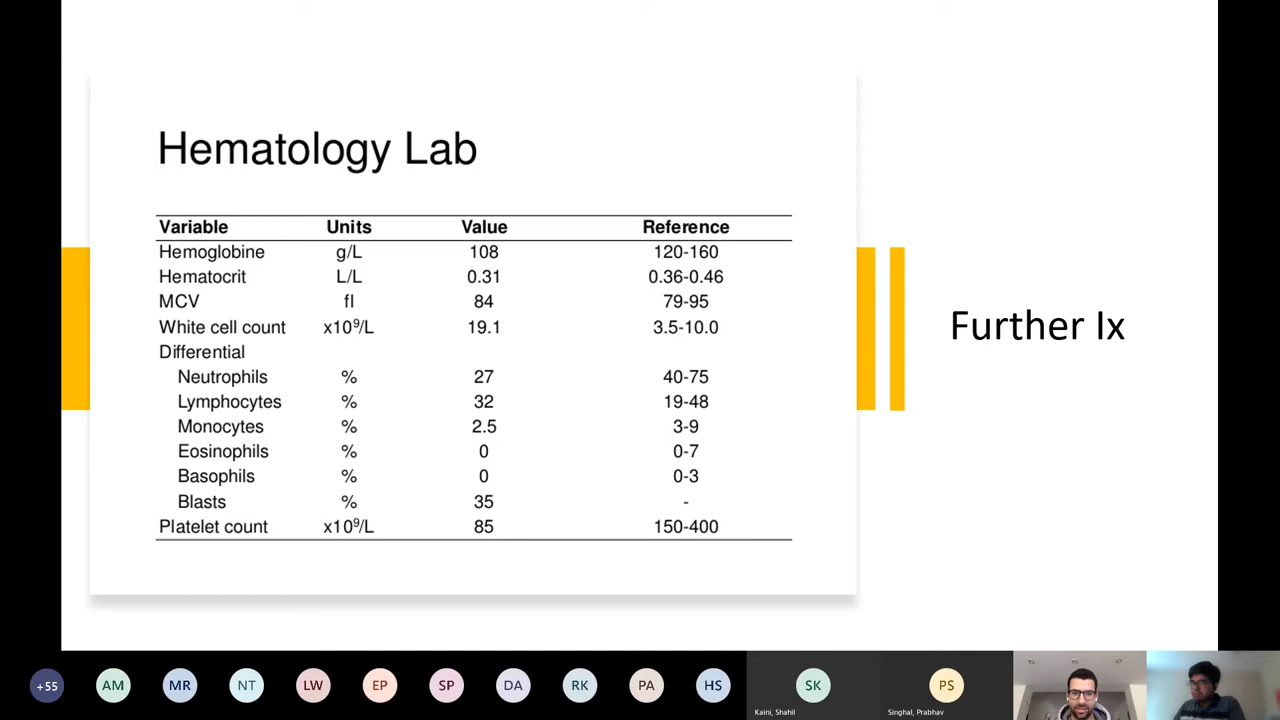 Hematology Lab
Variable Units Value Reference
Hemoglobine g/L 108 120-160
Hematocrit L/L 0.31 0.36-0.46
MCV fl 84 79-95
White cell count x10⁹/L 19.1 3.5-10.0
Differential
Neutrophils % 27 40-75
Lymphocytes % 32 19-48
Monocytes % 2.5 3-9
Eosinophils % 0 0-7
Basophils % 0 0-3
Blasts % 35 -
Platelet count x10⁹/L 85 150-400
Further Ix
+55 AM MR NT LW EP SP DA RK PA HS SK PS
Kaini, Shahil Singhal, Prabhav